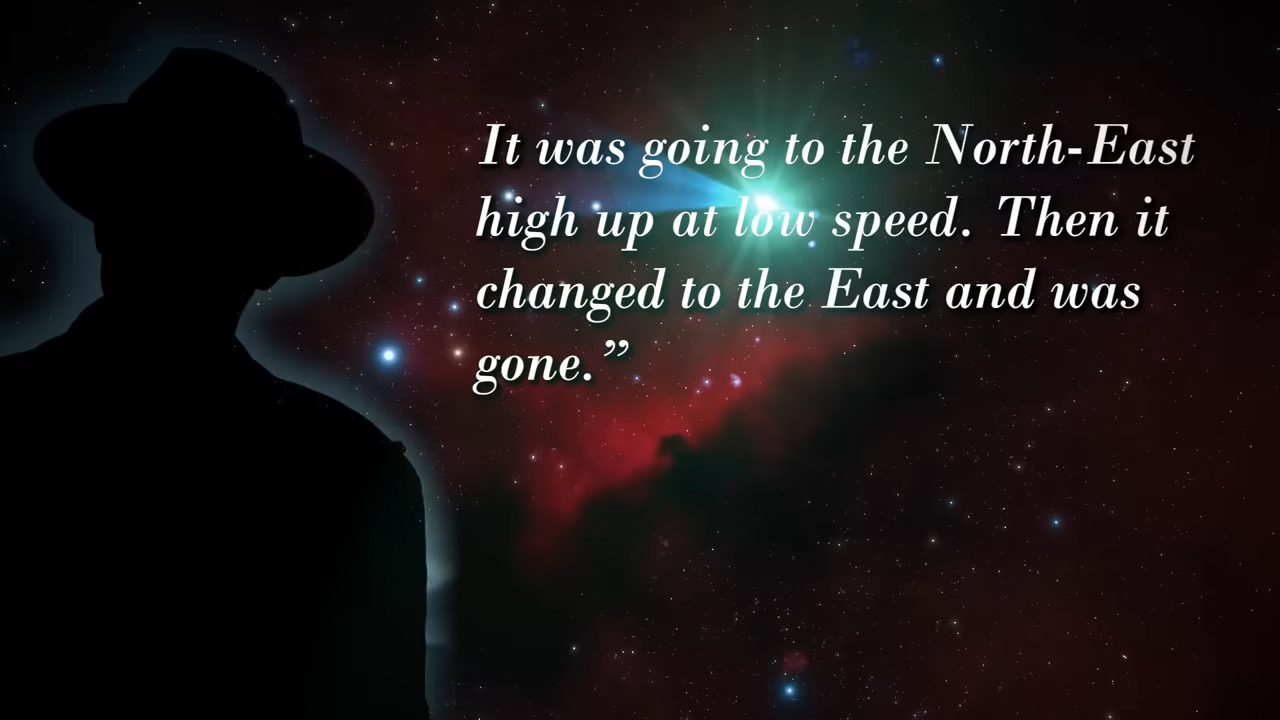 It was going to the North-East
high up at low speed. Then it
changed to the East and was
gone.”